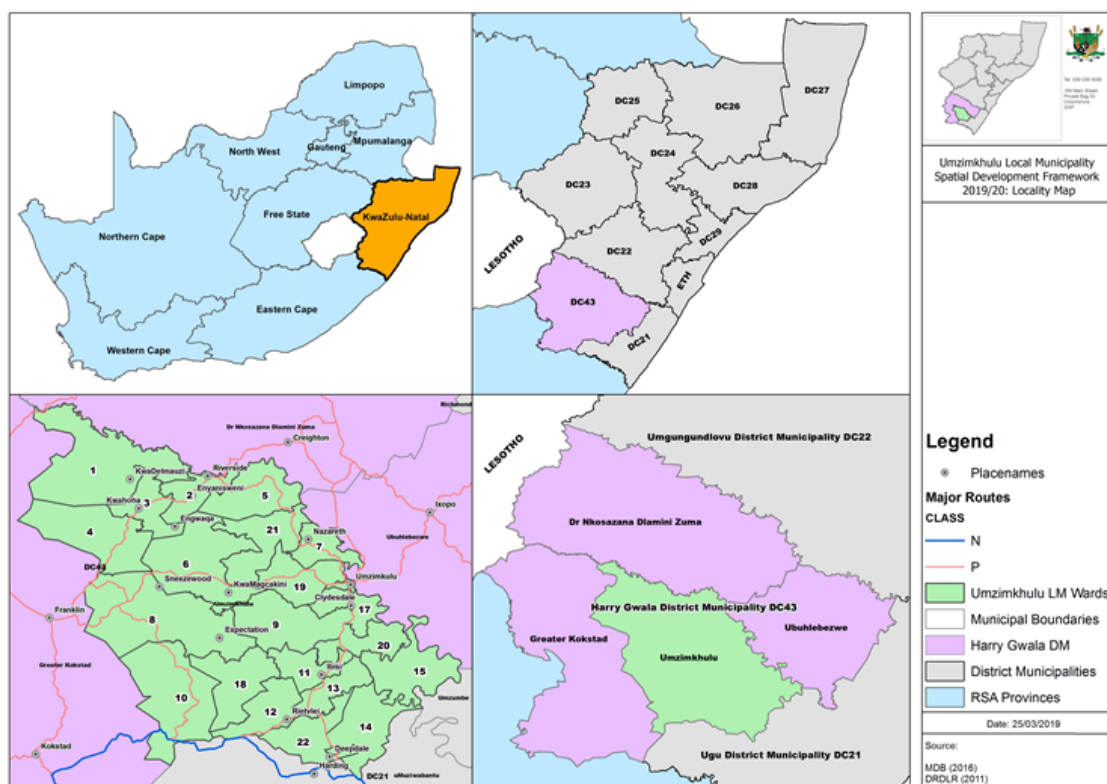 Limpopo
North West
Gauteng
Mpumalanga
Free State
KwaZulu-Natal
Northern Cape
Eastern Cape
Western Cape
DC27
DC25
DC26
DC24
DC23
DC28
LESOTHO
DC22
DC29
ETH
DC43
DC21
Richmond
Dr Nkosazana Dlamini Zuma
Creighton
1
KwaDelmauzi
Riverside
Enyanisweni
2
5
Kwahoha
3
Ixopo
4
Engwaqa
21
Nazareth
7
Ubuhlebezwe
DC43
6
Umzimkulu
Sneezewood
KwaMagcakini
19
Umzimkhulu
Clydesdale
17
Franklin
8
9
Expectation
20
Greater Kokstad
11
Bisi
15
18
13
10
Umzumbe
12
Rietvlei
14
22
Kokstad
Deepdale
Harding
DC21
uMuziwabantu
LESOTHO
Umgungundlovu District Municipality DC22
Dr Nkosazana Dlamini Zuma
Harry Gwala District Municipality DC43
Ubuhlebezwe
Greater Kokstad
Umzimkhulu
Ugu District Municipality DC21
Umzimkhulu Local Municipality
Spatial Development Framework
2019/20: Locality Map
Legend
Placenames
Major Routes
CLASS
N
P
Umzimkhulu LM Wards
Municipal Boundaries
Harry Gwala DM
District Municipalities
RSA Provinces
Date: 25/03/2019
Source:
MDB (2016)
DRDLR (2011)